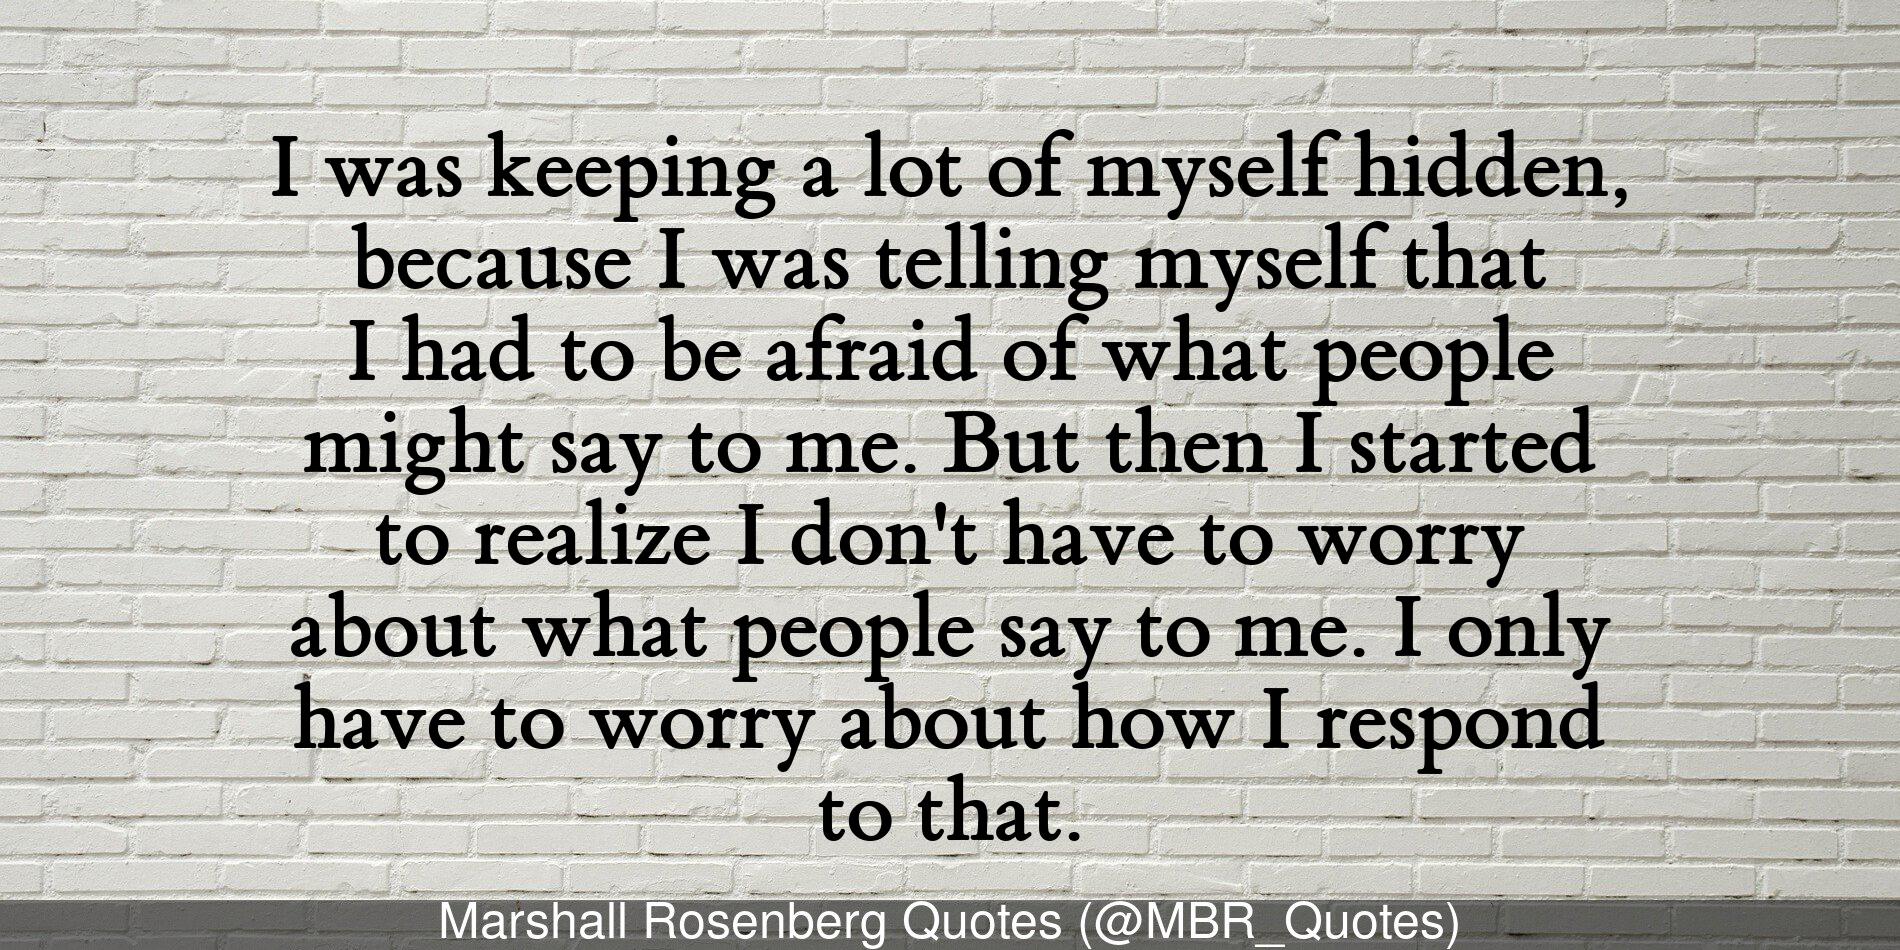 I was keeping a lot of myself hidden,
because I was telling myself that
I had to be afraid of what people
might say to me. But then I started
to realize I don't have to worry
about what people say to me. I only
have to worry about how I respond
to that.
Marshall Rosenberg Quotes (@MBR_Quotes)